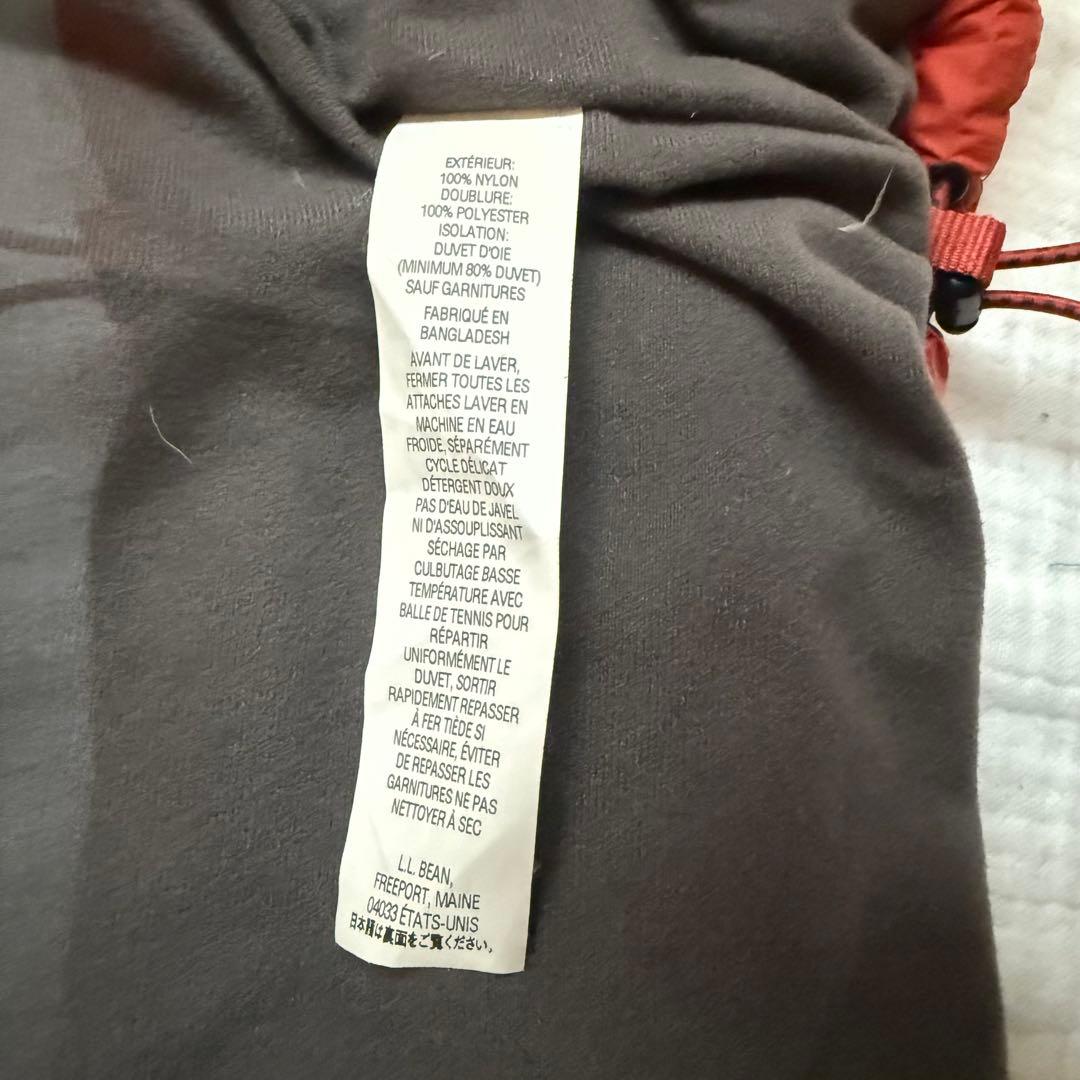 EXTÉRIEUR:
100% NYLON
DOUBLURE:
100% POLYESTER
ISOLATION:
DUVET D'OIE
(MINIMUM 80% DUVET)
SAUF GARNITURES
FABRIQUÉ EN
BANGLADESH
AVANT DE LAVER,
FERMER TOUTES LES
ATTACHES LAVER EN
MACHINE EN EAU
FROIDE, SÉPARÉMENT
CYCLE DÉLICAT
DÉTERGENT DOUX
PAS D'EAU DE JAVEL
NI D'ASSOUPLISSANT
SÉCHAGE PAR
CULBUTAGE BASSE
TEMPÉRATURE AVEC
BALLE DE TENNIS POUR
RÉPARTIR
UNIFORMÉMENT LE
DUVET, SORTIR
RAPIDEMENT REPASSER
À FER TIÈDE SI
NÉCESSAIRE, ÉVITER
DE REPASSER LES
GARNITURES NE PAS
NETTOYER À SEC
L.L. BEAN,
FREEPORT, MAINE
04033 ÉTATS-UNIS
日本語は裏面をご覧ください。